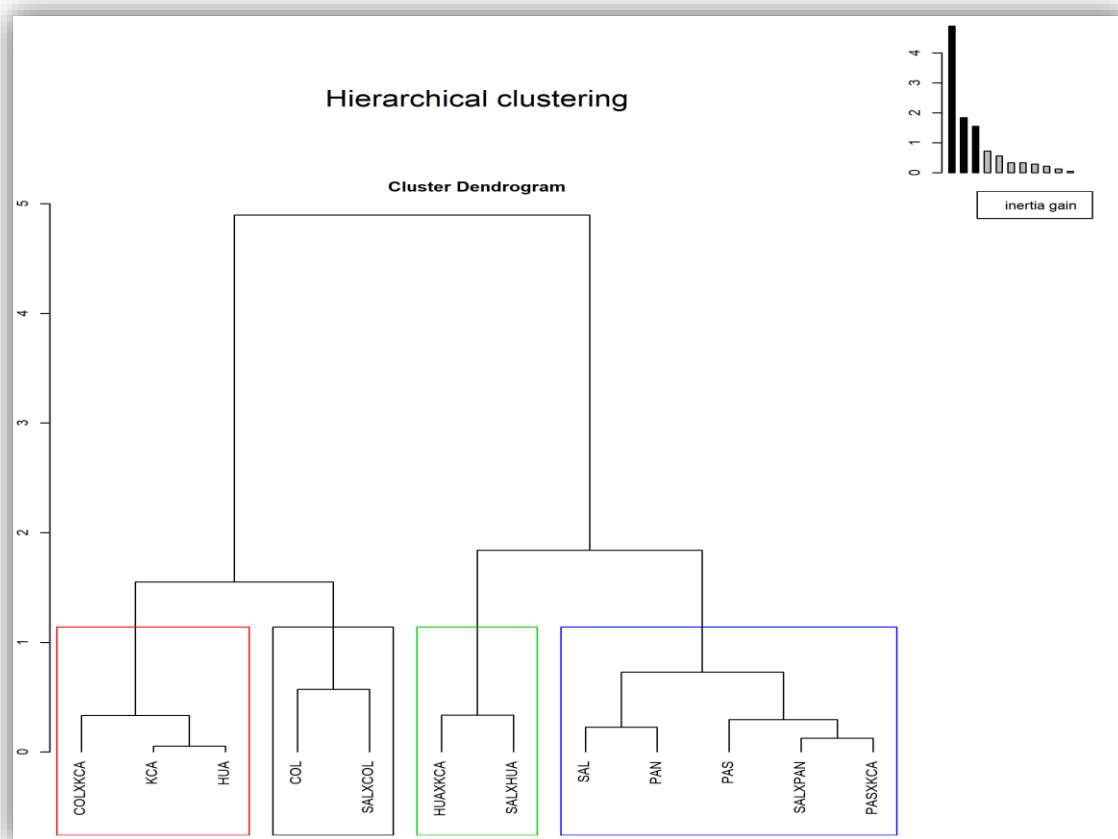 Hierarchical clustering
4
3
2
1
0
inertia gain
Cluster Dendrogram
5
4
3
2
1
0
COLXKCA
KCA
HUA
COL
SALXCOL
HUAXKCA
SALXHUA
SAL
PAN
PAS
SALXPAN
PASXKCA